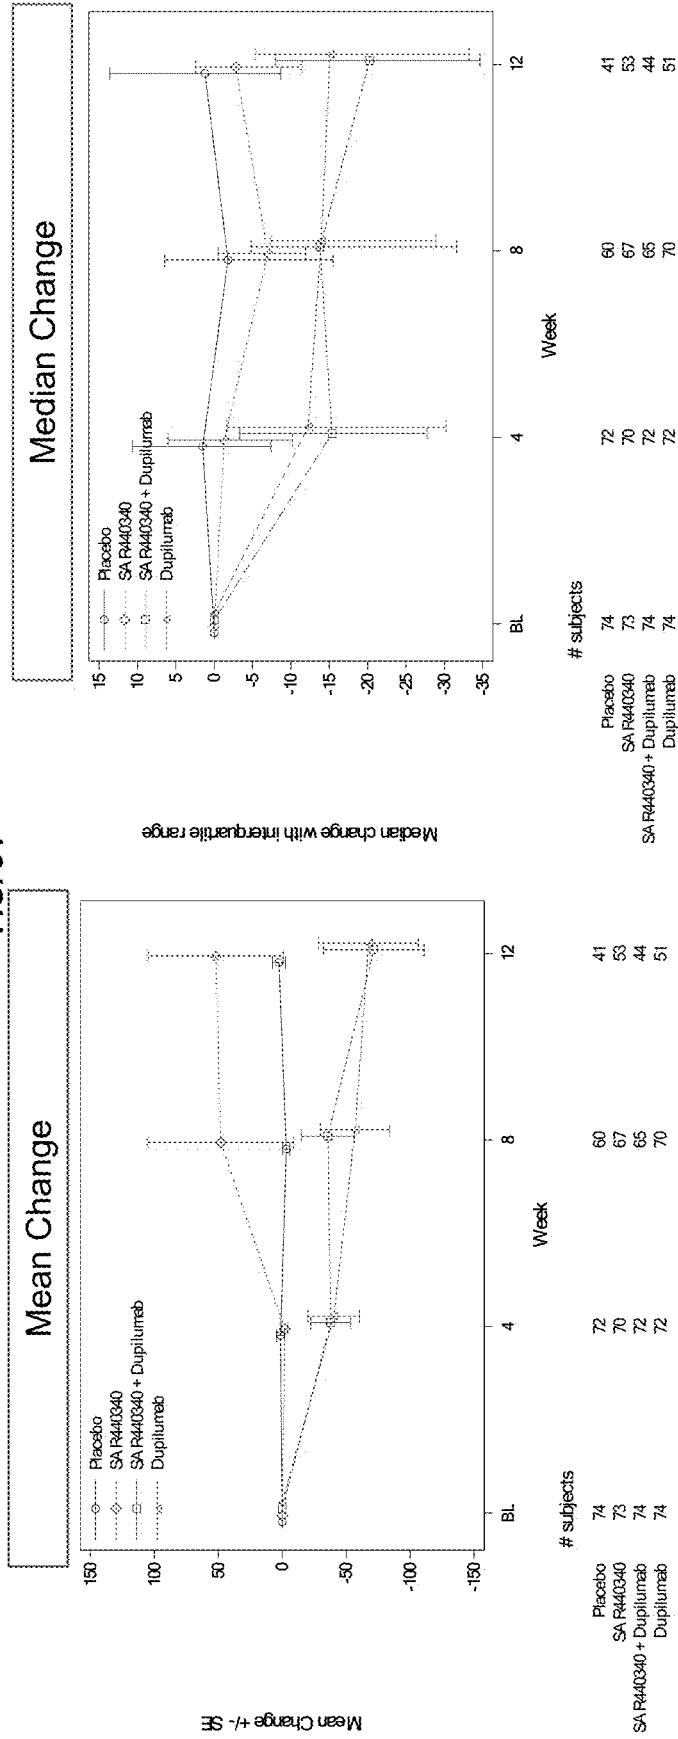 Mean Change
Mean Change +/- SE
150
100
50
0
-50
-100
-150
Placebo
SA R440340
SA R440340 + Dupilumab
Dupilumab
BL 4 8 12
Week
# subjects
Placebo 74 72 60 41
SA R440340 73 70 67 53
SA R440340 + Dupilumab 74 72 65 44
Dupilumab 74 72 70 51
Median Change
Median change with interquartile range
15
10
5
0
-5
-10
-15
-20
-25
-30
-35
Placebo
SA R440340
SA R440340 + Dupilumab
Dupilumab
BL 4 8 12
Week
# subjects
Placebo 74 72 60 41
SA R440340 73 70 67 53
SA R440340 + Dupilumab 74 72 65 44
Dupilumab 74 72 70 51